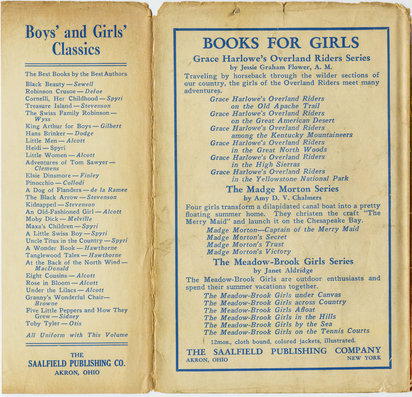 Boys' and Girls'
Classics
The Best Books by the Best Authors
Black Beauty — Sewell
Robinson Crusoe — Defoe
Cornelli, Her Childhood — Spyri
Treasure Island — Stevenson
The Swiss Family Robinson —
Wyss
King Arthur for Boys — Gilbert
Hans Brinker — Dodge
Little Men — Alcott
Heidi — Spyri
Little Women — Alcott
Adventures of Tom Sawyer —
Clemens
Elsie Dinsmore — Finley
Pinocchio — Collodi
A Dog of Flanders — de la Ramee
The Black Arrow — Stevenson
Kidnapped — Stevenson
An Old-Fashioned Girl — Alcott
Moby Dick — Melville
Maxa's Children — Spyri
A Little Swiss Boy — Spyri
Uncle Titus in the Country — Spyri
A Wonder Book — Hawthorne
Tanglewood Tales — Hawthorne
At the Back of the North Wind —
MacDonald
Eight Cousins — Alcott
Rose in Bloom — Alcott
Under the Lilacs — Alcott
Granny's Wonderful Chair —
Browne
Five Little Peppers and How They
Grew — Sidney
Toby Tyler — Otis
All Uniform with This Volume
THE
SAALFIELD PUBLISHING CO.
AKRON, OHIO
BOOKS FOR GIRLS
Grace Harlowe's Overland Riders Series
by Jessie Graham Flower, A. M.
Traveling by horseback through the wilder sections
of our country, the girls of the Overland Riders meet many
adventures.
Grace Harlowe's Overland Riders
on the Old Apache Trail
Grace Harlowe's Overland Riders
on the Great American Desert
Grace Harlowe's Overland Riders
among the Kentucky Mountaineers
Grace Harlowe's Overland Riders
in the Great North Woods
Grace Harlowe's Overland Riders
in the High Sierras
Grace Harlowe's Overland Riders
in the Yellowstone National Park
The Madge Morton Series
by Amy D. V. Chalmers
Four girls transform a dilapidated canal boat into a pretty
floating summer home. They christen the craft "The
Merry Maid" and launch it on the Chesapeake Bay.
Madge Morton—Captain of the Merry Maid
Madge Morton's Secret
Madge Morton's Trust
Madge Morton's Victory
The Meadow-Brook Girls Series
by Janet Aldridge
The Meadow-Brook Girls are outdoor enthusiasts and
spend their summer vacations together.
The Meadow-Brook Girls under Canvas
The Meadow-Brook Girls across Country
The Meadow-Brook Girls Afloat
The Meadow-Brook Girls in the Hills
The Meadow-Brook Girls by the Sea
The Meadow-Brook Girls on the Tennis Courts
12mos., cloth bound, colored jackets, illustrated.
THE SAALFIELD PUBLISHING COMPANY
AKRON, OHIO NEW YORK